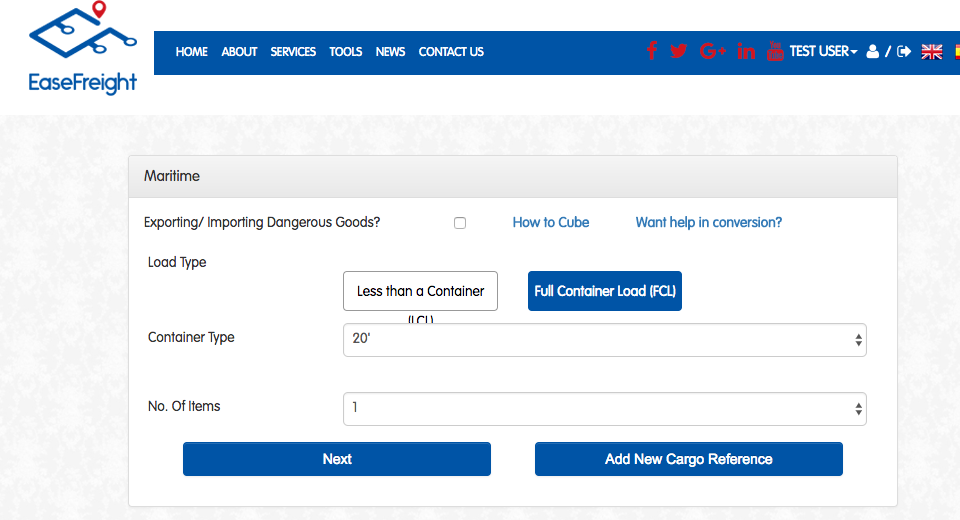 EaseFreight
HOME ABOUT SERVICES TOOLS NEWS CONTACT US TEST USER /
Maritime
Exporting/ Importing Dangerous Goods? How to Cube Want help in conversion?
Load Type
Less than a Container
(LCL)
Full Container Load (FCL)
Container Type 20'
No. Of Items 1
Next Add New Cargo Reference